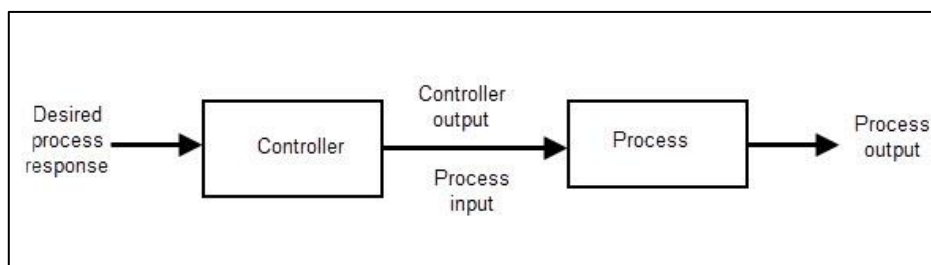 Desired
process
response
Controller
Controller
output
Process
input
Process
Process
output